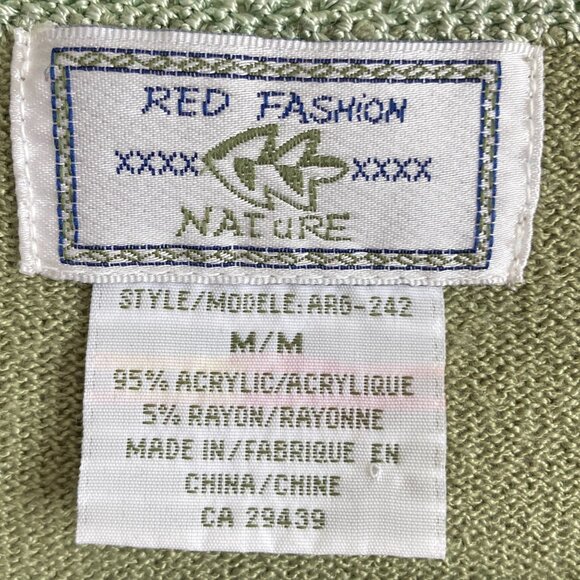 RED FASHiON
XXXX XXXX
NATURE
STYLE/MODELE: ARG-242
M/M
95% ACRYLIC/ACRYLIQUE
5% RAYON/RAYONNE
MADE IN/FABRIQUE EN
CHINA/CHINE
CA 29439